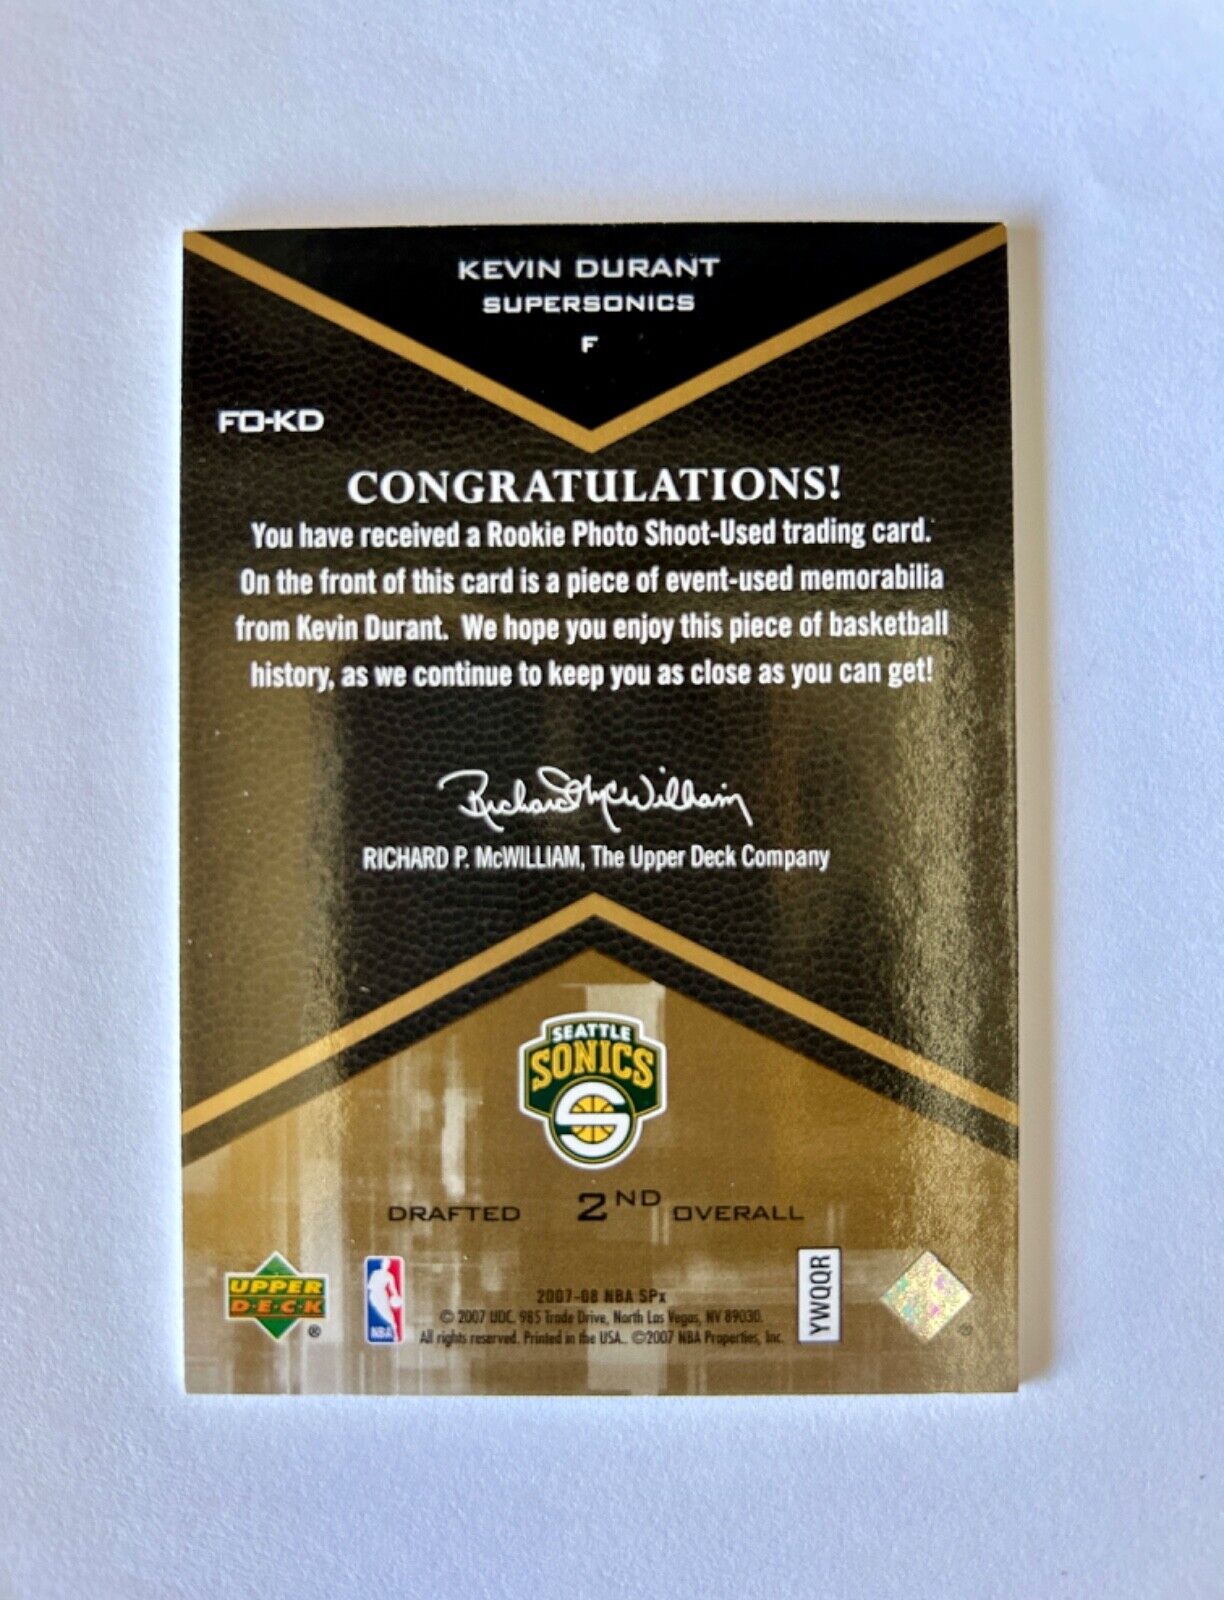 KEVIN DURANT
SUPERSONICS
F
FO-KD
CONGRATULATIONS!
You have received a Rookie Photo Shoot-Used trading card.
On the front of this card is a piece of event-used memorabilia
from Kevin Durant. We hope you enjoy this piece of basketball
history, as we continue to keep you as close as you can get!
Richard McWilliam
RICHARD P. McWILLIAM, The Upper Deck Company
SEATTLE
SONICS
S
DRAFTED 2ND OVERALL
UPPER
D·E·C·K
®
NBA
2007-08 NBA SPx
© 2007 UDC. 985 Trade Drive, North Las Vegas, NV 89030.
All rights reserved. Printed in the USA.. ©2007 NBA Properties, Inc.
YWQQR
®